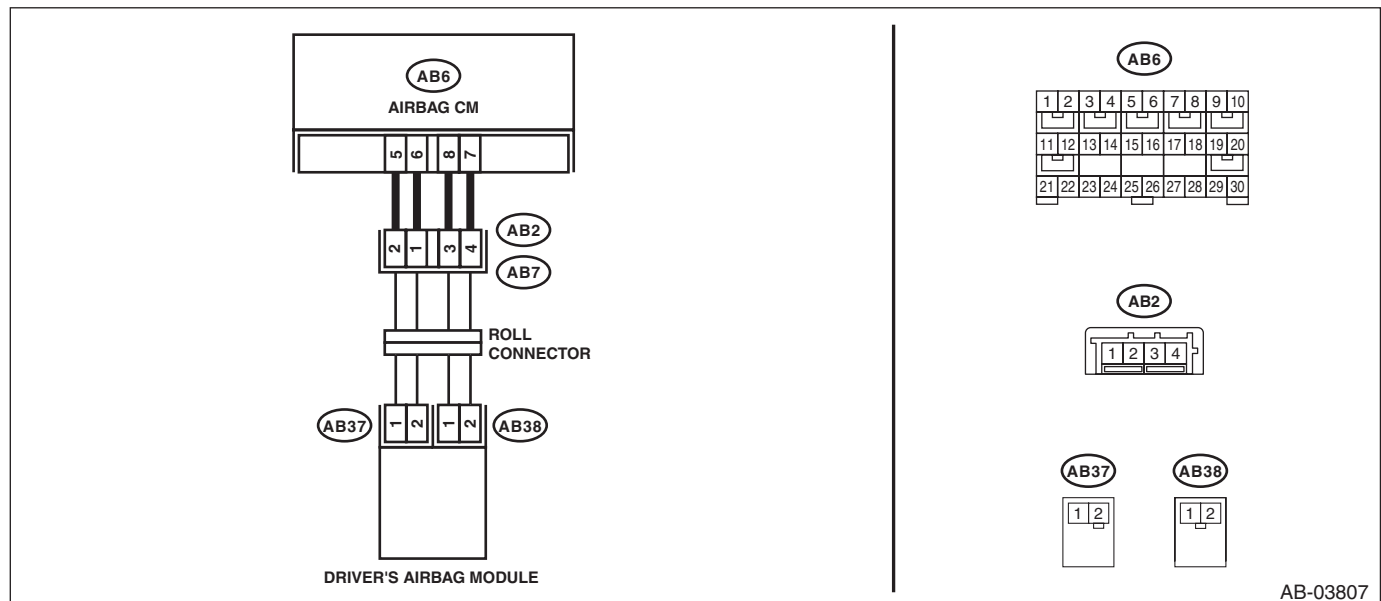 AB6
AIRBAG CM
5 6 8 7
2 1 3 4
AB2
AB7
ROLL
CONNECTOR
AB37
1 2 1 2
AB38
DRIVER'S AIRBAG MODULE
AB6
1 2 3 4 5 6 7 8 9 10
11 12 13 14 15 16 17 18 19 20
21 22 23 24 25 26 27 28 29 30
AB2
1 2 3 4
AB37 AB38
1 2 1 2
AB-03807